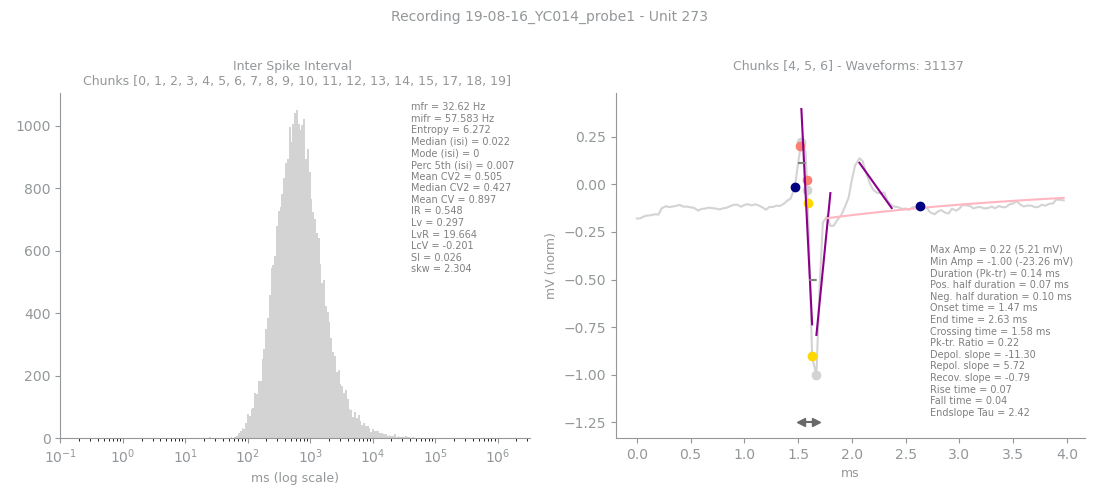 Recording 19-08-16_YC014_probe1 - Unit 273
Inter Spike Interval
Chunks [0, 1, 2, 3, 4, 5, 6, 7, 8, 9, 10, 11, 12, 13, 14, 15, 17, 18, 19]
mfr = 32.62 Hz
mifr = 57.583 Hz
Entropy = 6.272
Median (isi) = 0.022
Mode (isi) = 0
Perc 5th (isi) = 0.007
Mean CV2 = 0.505
Median CV2 = 0.427
Mean CV = 0.897
IR = 0.548
Lv = 0.297
LvR = 19.664
LcV = -0.201
SI = 0.026
skw = 2.304
1000
800
600
400
200
0
10⁻¹ 10⁰ 10¹ 10² 10³ 10⁴ 10⁵ 10⁶
ms (log scale)
Chunks [4, 5, 6] - Waveforms: 31137
mV (norm)
0.25
0.00
−0.25
−0.50
−0.75
−1.00
−1.25
Max Amp = 0.22 (5.21 mV)
Min Amp = -1.00 (-23.26 mV)
Duration (Pk-tr) = 0.14 ms
Pos. half duration = 0.07 ms
Neg. half duration = 0.10 ms
Onset time = 1.47 ms
End time = 2.63 ms
Crossing time = 1.58 ms
Pk-tr. Ratio = 0.22
Depol. slope = -11.30
Repol. slope = 5.72
Recov. slope = -0.79
Rise time = 0.07
Fall time = 0.04
Endslope Tau = 2.42
0.0 0.5 1.0 1.5 2.0 2.5 3.0 3.5 4.0
ms